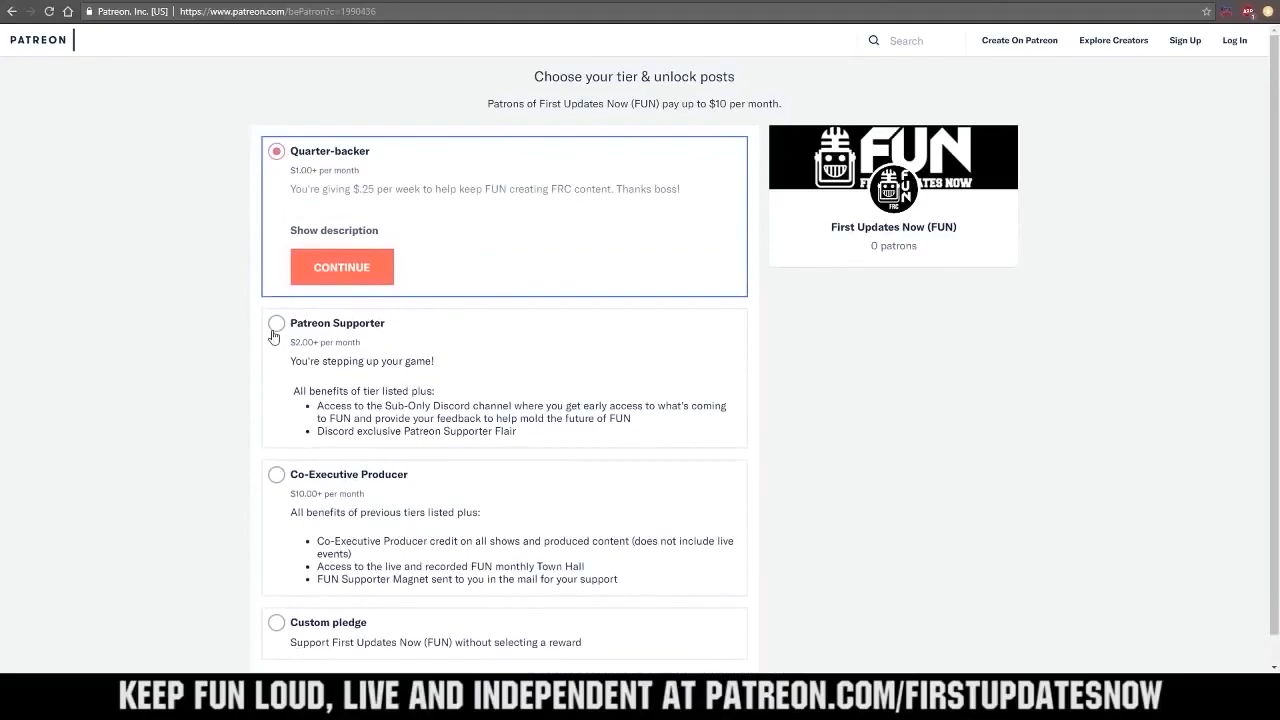 Patreon, Inc. [US] | https://www.patreon.com/bePatron?c=1990436
PATREON
Search
Create On Patreon
Explore Creators
Sign Up
Log In
Choose your tier & unlock posts
Patrons of First Updates Now (FUN) pay up to $10 per month.
Quarter-backer
$1.00+ per month
You're giving $.25 per week to help keep FUN creating FRC content. Thanks boss!
Show description
CONTINUE
FUN
FUN
FRC
First Updates Now (FUN)
0 patrons
Patreon Supporter
$2.00+ per month
You're stepping up your game!
All benefits of tier listed plus:
• Access to the Sub-Only Discord channel where you get early access to what's coming
to FUN and provide your feedback to help mold the future of FUN
• Discord exclusive Patreon Supporter Flair
Co-Executive Producer
$10.00+ per month
All benefits of previous tiers listed plus:
• Co-Executive Producer credit on all shows and produced content (does not include live
events)
• Access to the live and recorded FUN monthly Town Hall
• FUN Supporter Magnet sent to you in the mail for your support
Custom pledge
Support First Updates Now (FUN) without selecting a reward
KEEP FUN LOUD, LIVE AND INDEPENDENT AT PATREON.COM/FIRSTUPDATESNOW